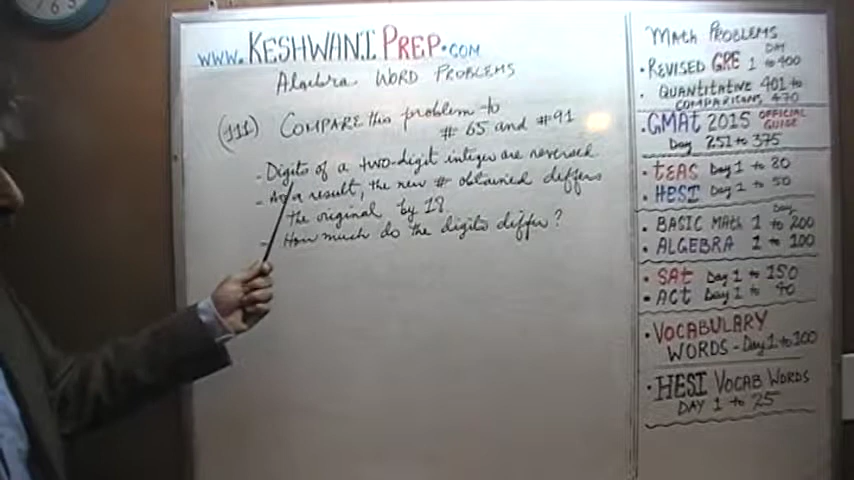 www.KESHWANIPREP.COM
Algebra WORD PROBLEMS
(111) COMPARE this problem to
# 65 and #91
- Digits of a two-digit integer are reversed.
- As a result, the new # obtained differs
the original by 18.
- How much do the digits differ?
MATH PROBLEMS
DAY
• REVISED GRE 1 to 400
• QUANTITATIVE 401 to
COMPARISONS 470
• GMAT 2015 OFFICIAL GUIDE
Day 251 to 375
• TEAS Day 1 to 80
• HESI Day 1 to 50
Day
• BASIC MATH 1 to 200
• ALGEBRA 1 to 100
• SAT Day 1 to 150
• ACT Day 1 to 40
• VOCABULARY
WORDS - Day 1 to 100
• HESI VOCAB WORDS
DAY 1 to 25